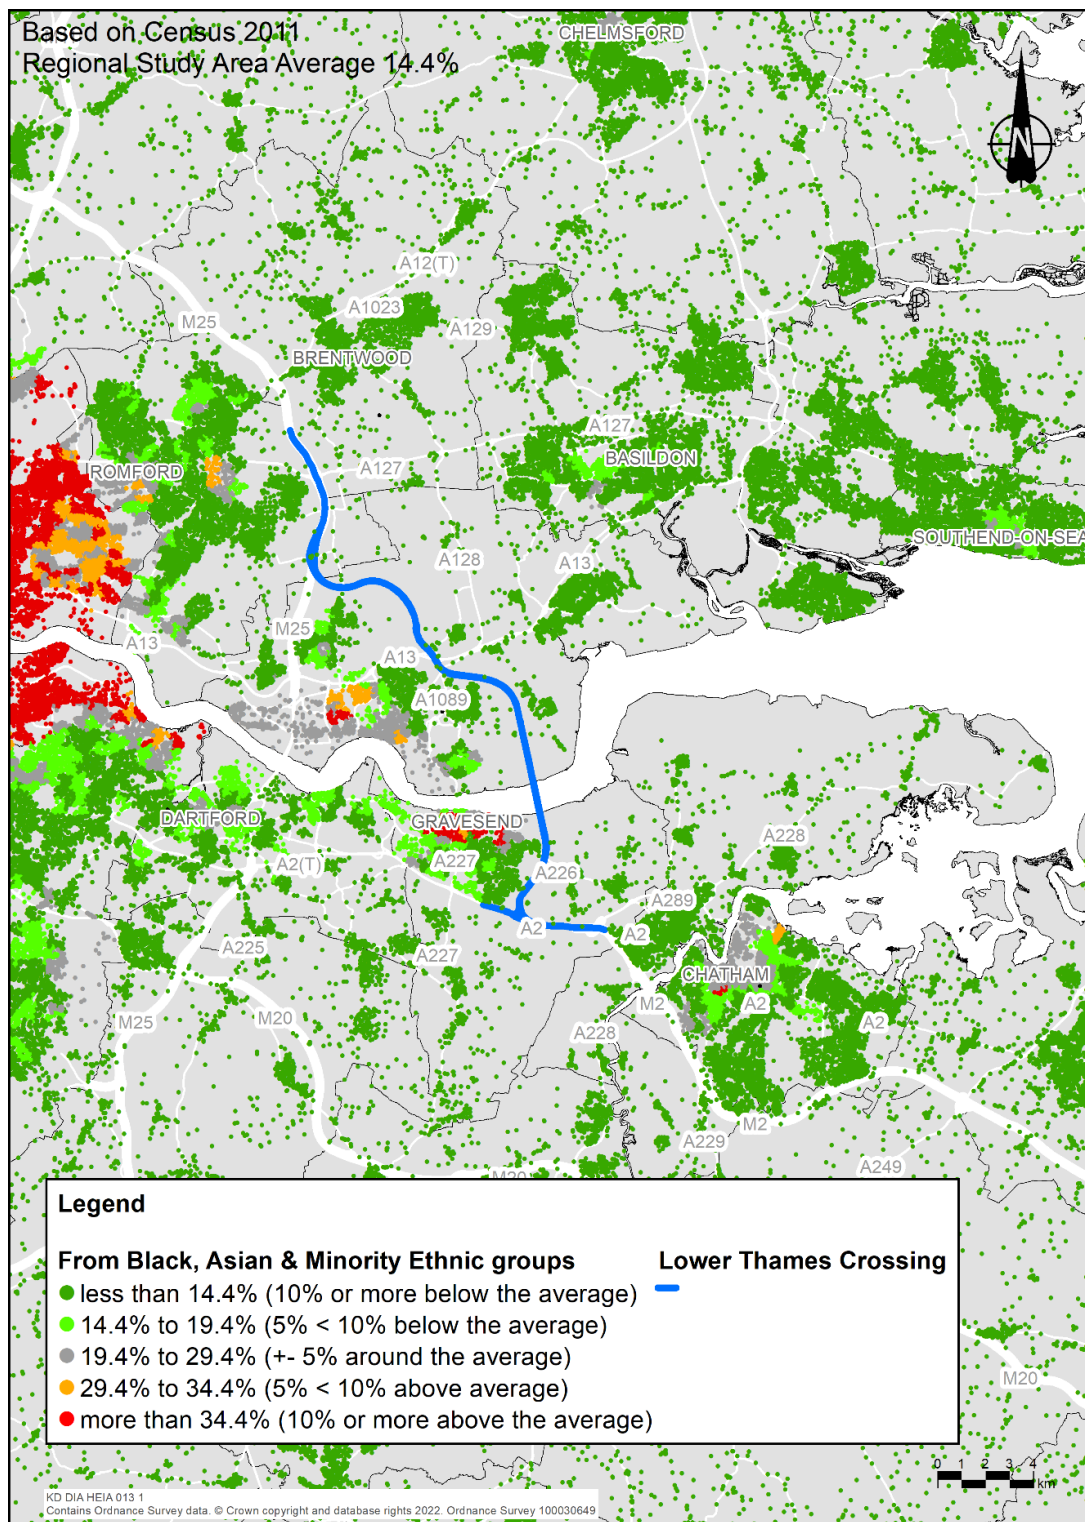 Based on Census 2011
Regional Study Area Average 14.4%
CHELMSFORD
N
A12(T)
A1023
M25
A129
BRENTWOOD
A127
BASILDON
ROMFORD
A127
SOUTHEND-ON-SEA
A128
A13
M25
A13
A13
A1089
DARTFORD
GRAVESEND
A228
A227
A2(T)
A226
A289
A2
A2
A225
A227
CHATHAM
M2
A2
A2
M25
M20
A228
M2
A229
A249
M20
Legend
From Black, Asian & Minority Ethnic groups
Lower Thames Crossing
less than 14.4% (10% or more below the average)
14.4% to 19.4% (5% < 10% below the average)
19.4% to 29.4% (+- 5% around the average)
29.4% to 34.4% (5% < 10% above average)
more than 34.4% (10% or more above the average)
M20
0 1 2 3 4
km
KD DIA HEIA 013 1
Contains Ordnance Survey data. © Crown copyright and database rights 2022. Ordnance Survey 100030649